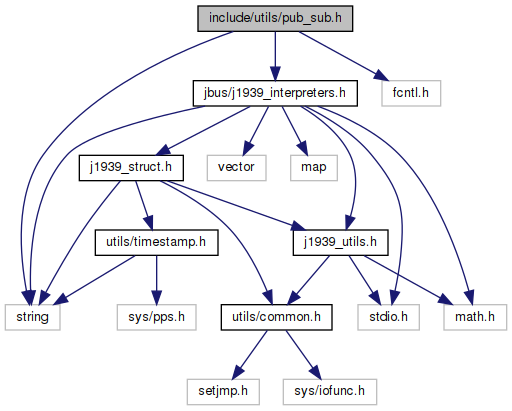 include/utils/pub_sub.h
jbus/j1939_interpreters.h
fcntl.h
j1939_struct.h
vector
map
utils/timestamp.h
j1939_utils.h
string
sys/pps.h
utils/common.h
stdio.h
math.h
setjmp.h
sys/iofunc.h